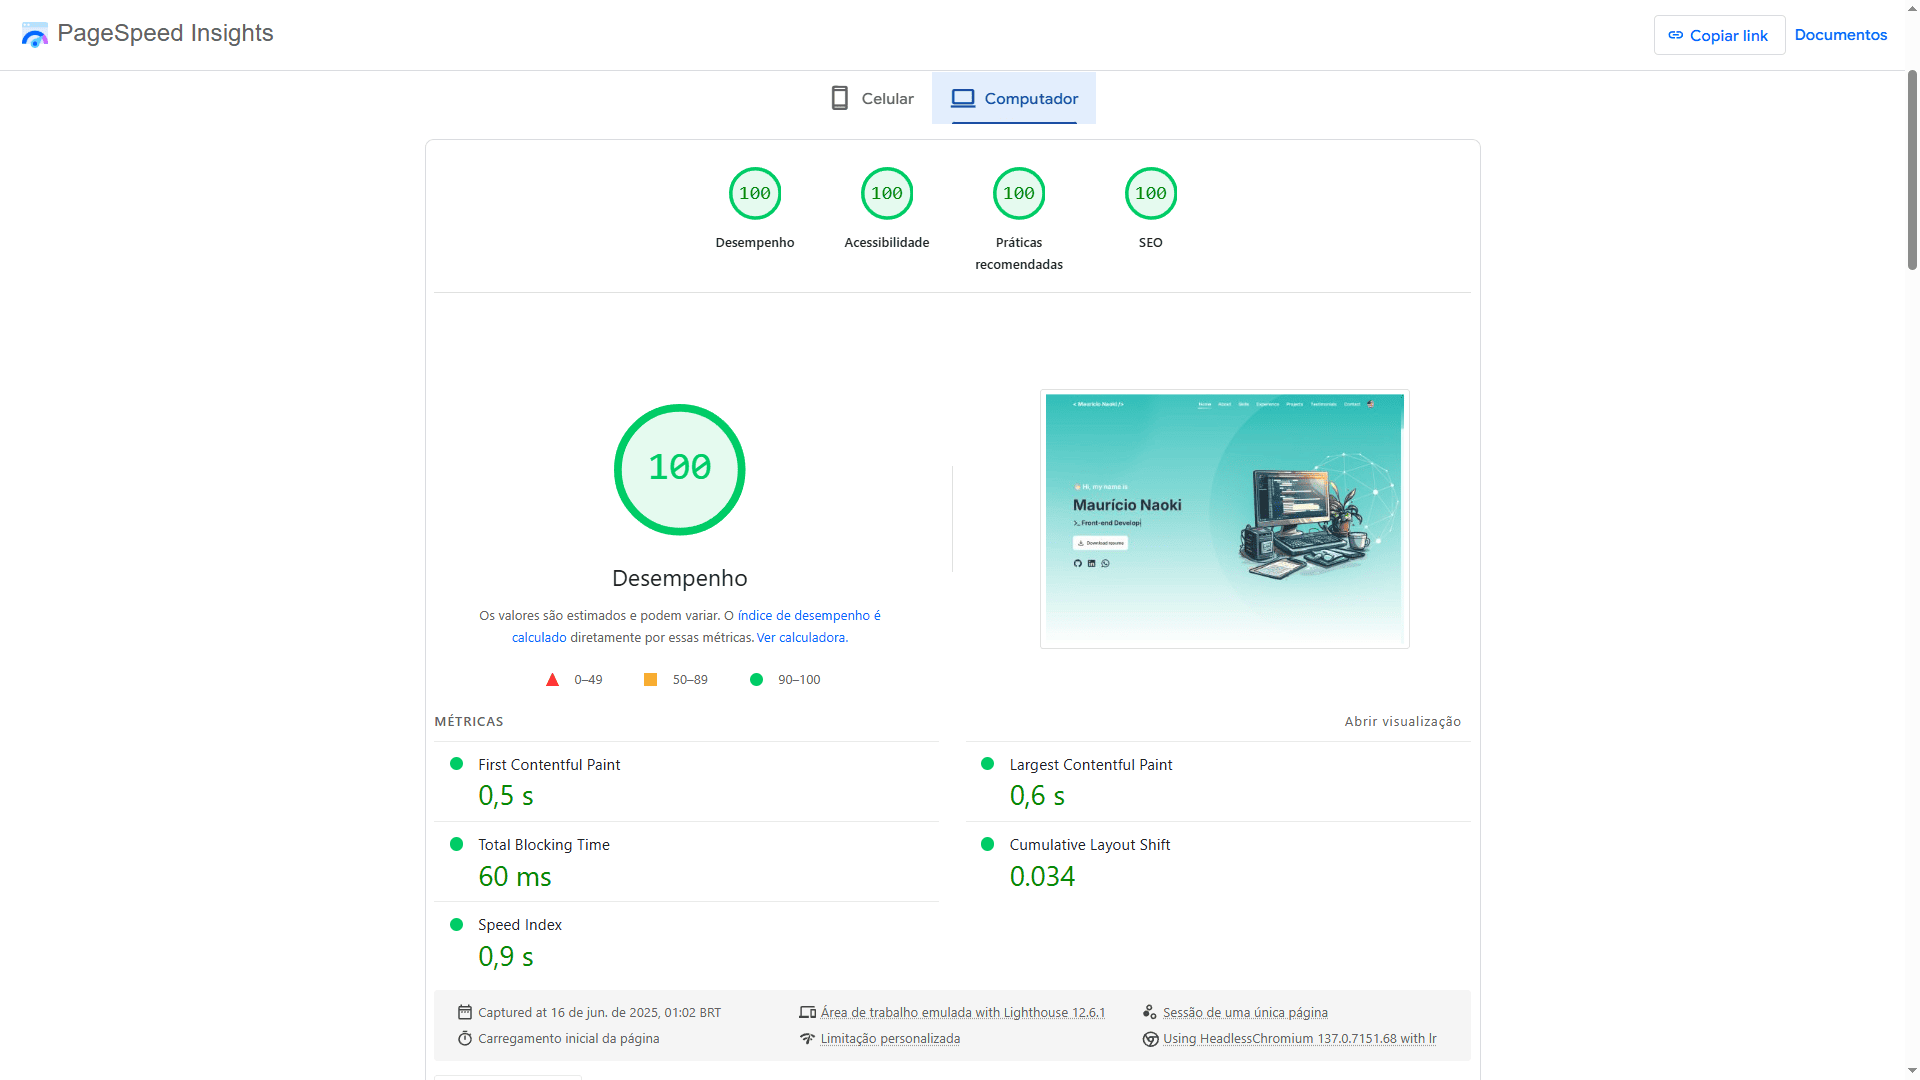 PageSpeed Insights
Copiar link
Documentos
Celular
Computador
100
100
100
100
Desempenho
Acessibilidade
Práticas
recomendadas
SEO
100
Desempenho
Os valores são estimados e podem variar. O índice de desempenho é
calculado diretamente por essas métricas. Ver calculadora.
0–49
50–89
90–100
< Maurício Naoki />
Home About Skills Experience Projects Testimonials Contact
Hi, my name is
Maurício Naoki
>_ Front-end Develop|
Download resume
MÉTRICAS
Abrir visualização
First Contentful Paint
0,5 s
Largest Contentful Paint
0,6 s
Total Blocking Time
60 ms
Cumulative Layout Shift
0.034
Speed Index
0,9 s
Captured at 16 de jun. de 2025, 01:02 BRT
Área de trabalho emulada with Lighthouse 12.6.1
Sessão de uma única página
Carregamento inicial da página
Limitação personalizada
Using HeadlessChromium 137.0.7151.68 with lr